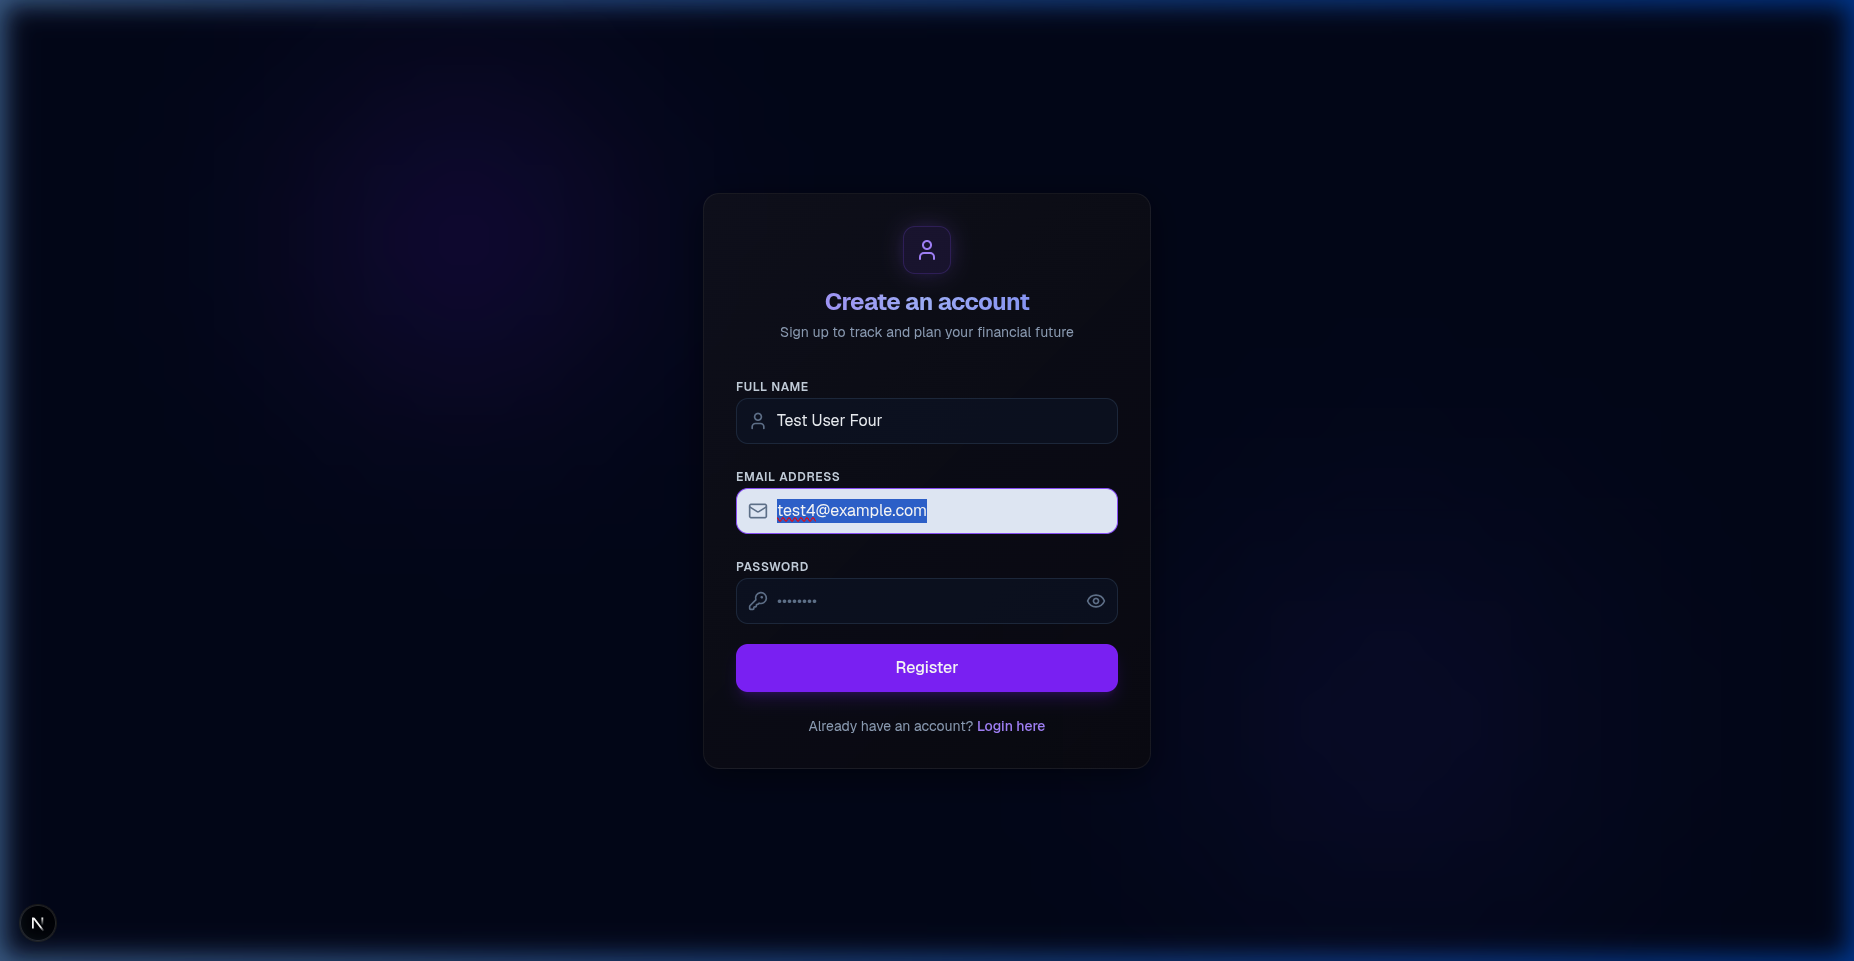 Create an account
Sign up to track and plan your financial future
FULL NAME
Test User Four
EMAIL ADDRESS
test4@example.com
PASSWORD
••••••••
Register
Already have an account? Login here
N